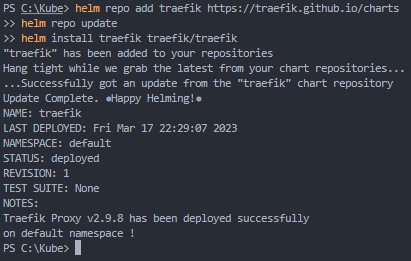 PS C:\Kube> helm repo add traefik https://traefik.github.io/charts
>> helm repo update
>> helm install traefik traefik/traefik
"traefik" has been added to your repositories
Hang tight while we grab the latest from your chart repositories...
...Successfully got an update from the "traefik" chart repository
Update Complete. ⎈Happy Helming!⎈
NAME: traefik
LAST DEPLOYED: Fri Mar 17 22:29:07 2023
NAMESPACE: default
STATUS: deployed
REVISION: 1
TEST SUITE: None
NOTES:
Traefik Proxy v2.9.8 has been deployed successfully
on default namespace !
PS C:\Kube>